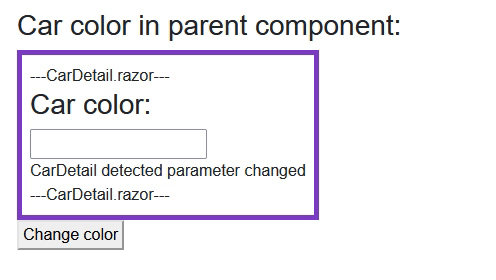 Car color in parent component:
---CarDetail.razor---
Car color:
CarDetail detected parameter changed
---CarDetail.razor---
Change color